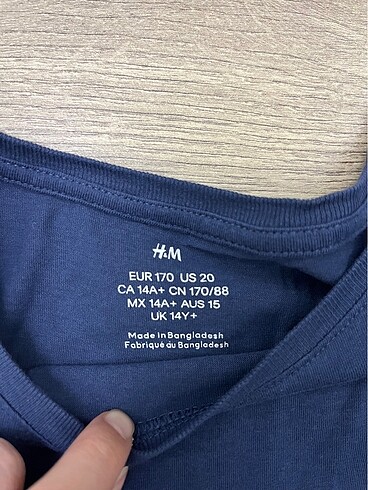 H&M
EUR 170 US 20
CA 14A+ CN 170/88
MX 14A+ AUS 15
UK 14Y+
Made in Bangladesh
Fabriqué au Bangladesh